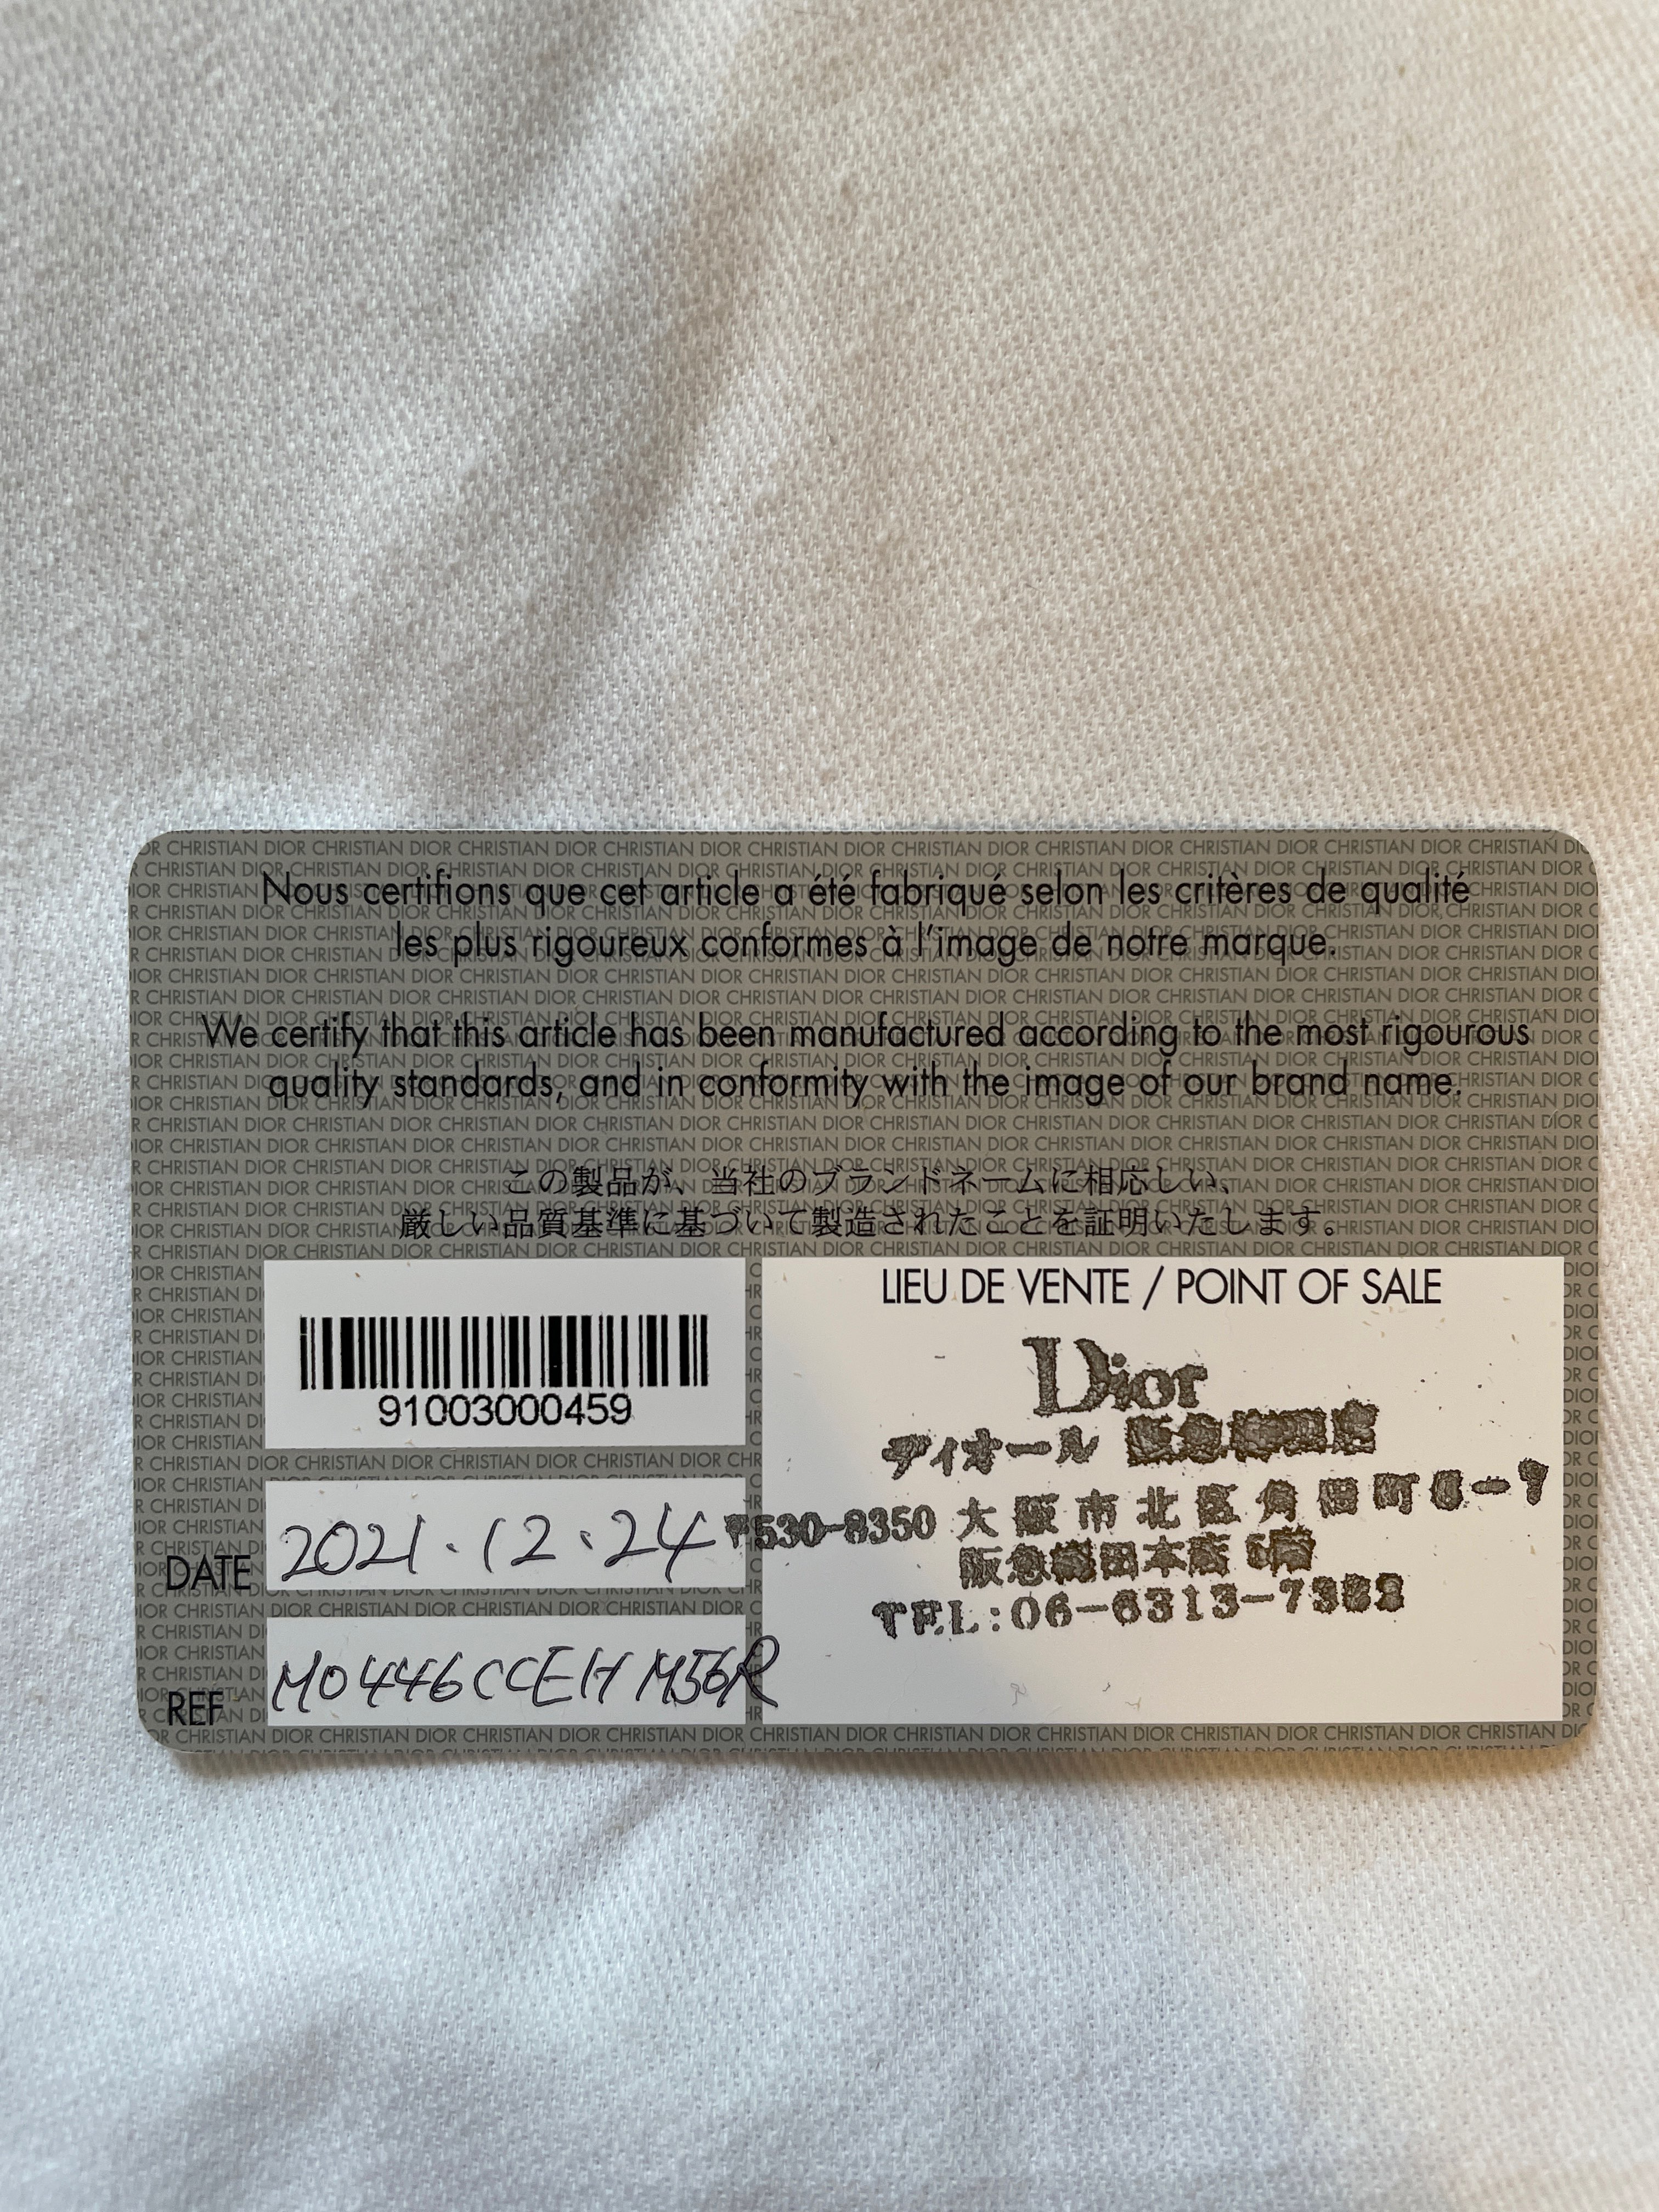 Nous certifions que cet article a été fabriqué selon les critères de qualité
les plus rigoureux conformes à l'image de notre marque.
We certify that this article has been manufactured according to the most rigourous
quality standards, and in conformity with the image of our brand name.
この製品が、当社のブランドネームに相応しい、
厳しい品質基準に基づいて製造されたことを証明いたします。
91003000459
DATE 2021.12.24
REF M0446CCEH M56R
LIEU DE VENTE / POINT OF SALE
Dior
ディオール
〒530-8350 大阪市北区角田町8-7
阪急梅田本店
TEL:06-6313-